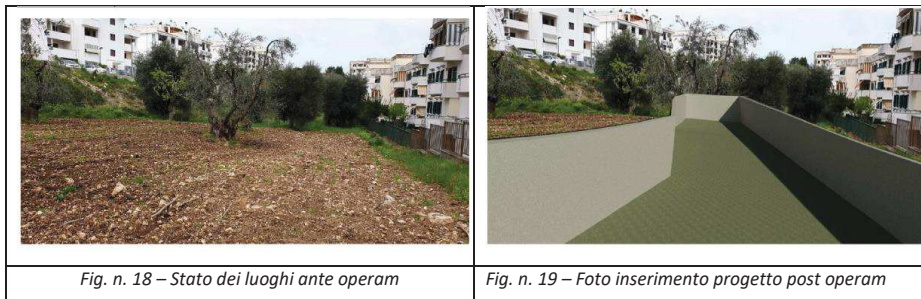 Fig. n. 18 – Stato dei luoghi ante operam
Fig. n. 19 – Foto inserimento progetto post operam